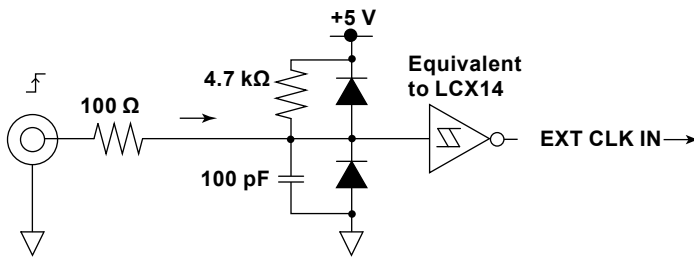 +5 V
4.7 kΩ
Equivalent
to LCX14
100 Ω
EXT CLK IN
100 pF